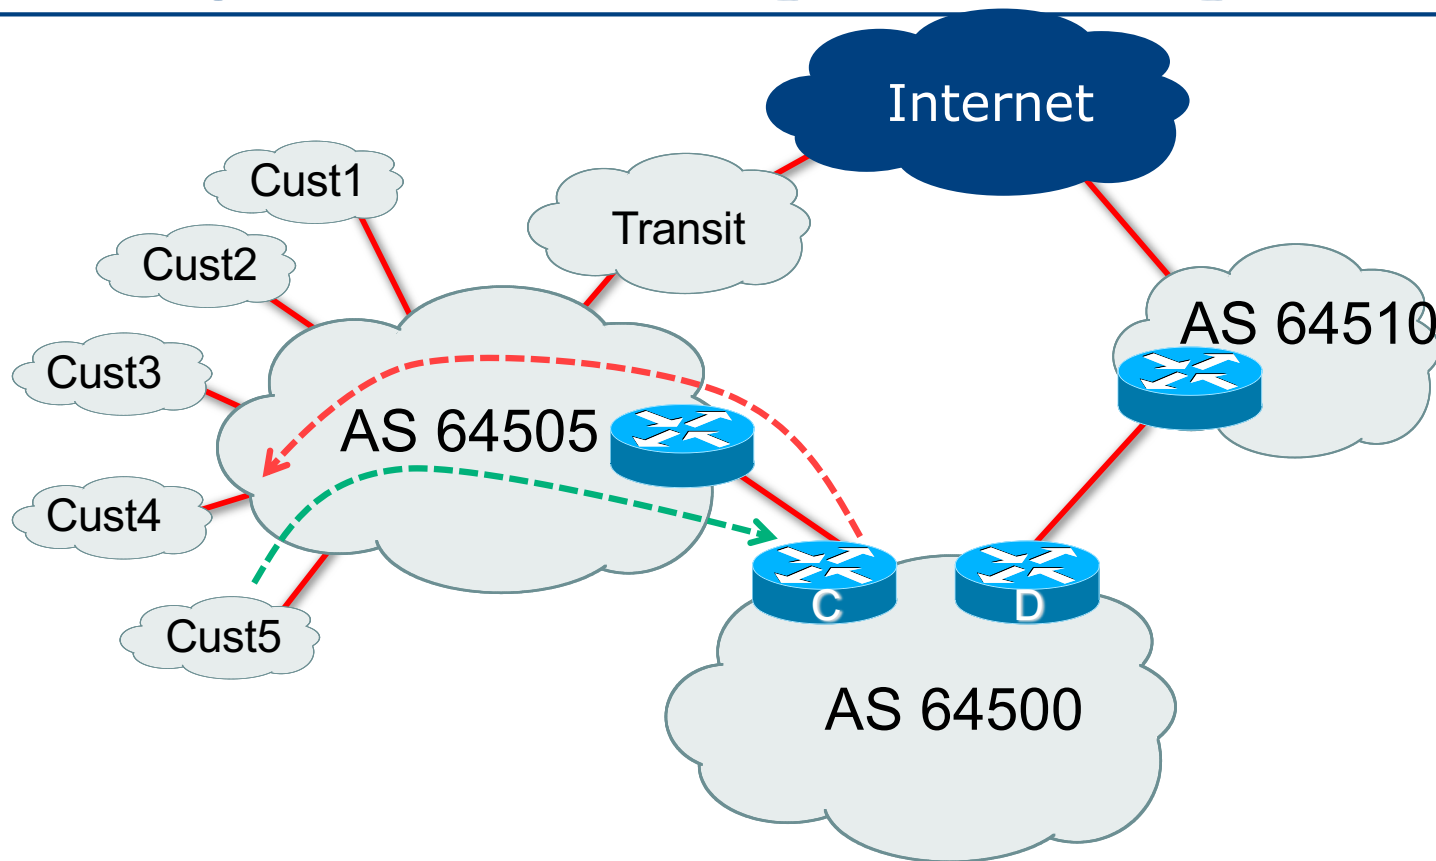 Internet
Cust1
Transit
Cust2
AS 64510
Cust3
AS 64505
Cust4
C
D
Cust5
AS 64500